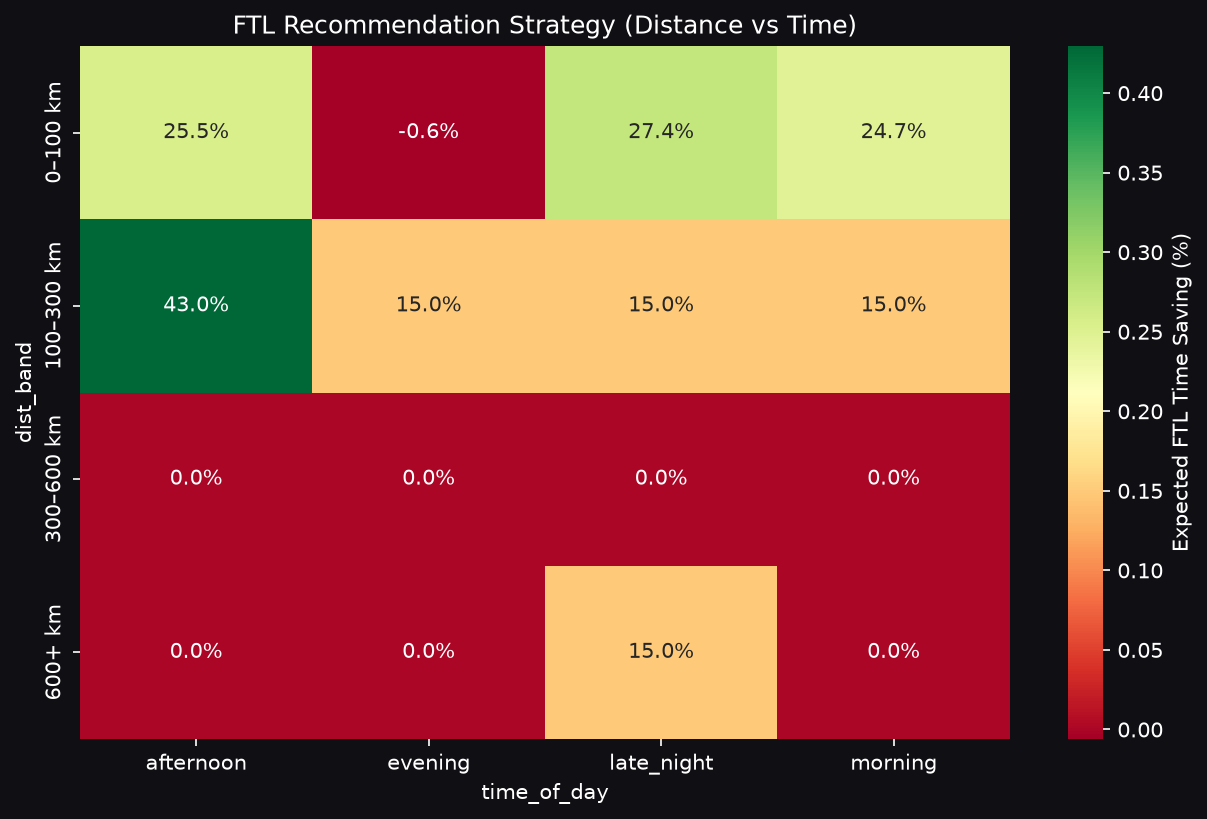 FTL Recommendation Strategy (Distance vs Time)
dist_band
0–100 km
25.5%
-0.6%
27.4%
24.7%
100–300 km
43.0%
15.0%
15.0%
15.0%
300–600 km
0.0%
0.0%
0.0%
0.0%
600+ km
0.0%
0.0%
15.0%
0.0%
afternoon
evening
late_night
morning
time_of_day
0.40
0.35
0.30
0.25
0.20
0.15
0.10
0.05
0.00
Expected FTL Time Saving (%)